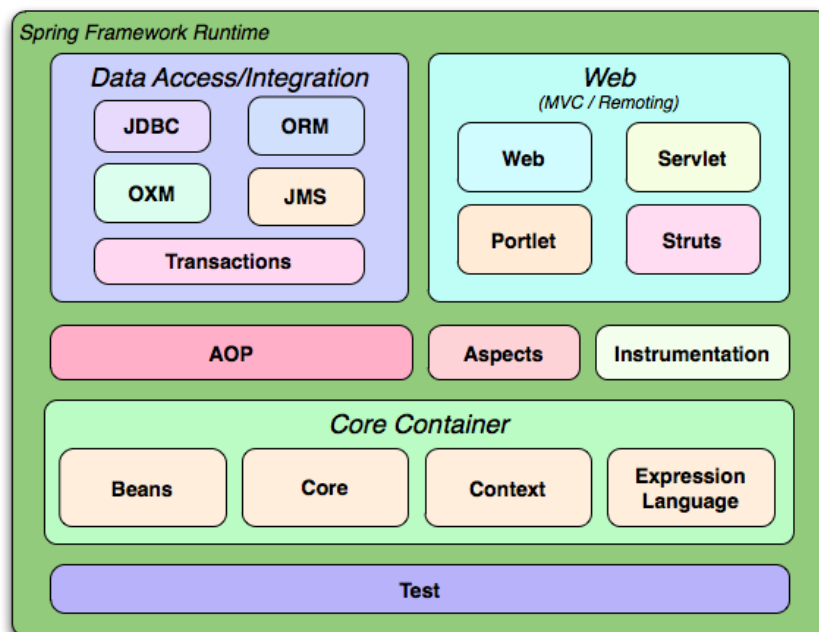 Spring Framework Runtime
Data Access/Integration
JDBC
ORM
OXM
JMS
Transactions
Web
(MVC / Remoting)
Web
Servlet
Portlet
Struts
AOP
Aspects
Instrumentation
Core Container
Beans
Core
Context
Expression
Language
Test